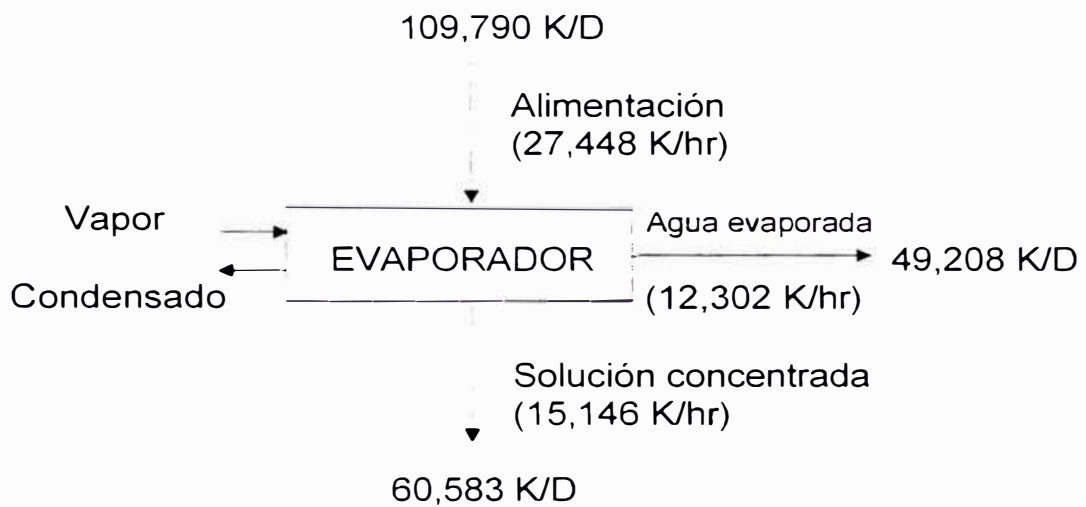 109,790 K/D
Alimentación
(27,448 K/hr)
Vapor
Agua evaporada
EVAPORADOR
49,208 K/D
Condensado
(12,302 K/hr)
Solución concentrada
(15,146 K/hr)
60,583 K/D